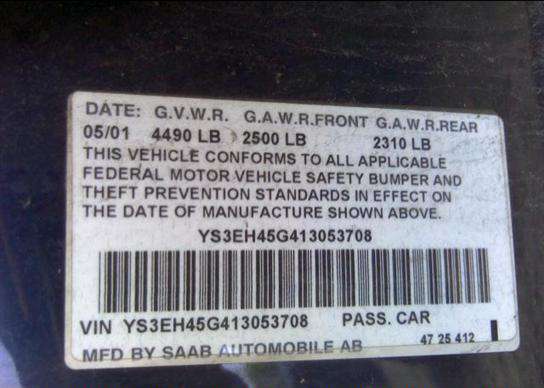 DATE: G.V.W.R. G.A.W.R.FRONT G.A.W.R.REAR
05/01 4490 LB 2500 LB 2310 LB
THIS VEHICLE CONFORMS TO ALL APPLICABLE
FEDERAL MOTOR VEHICLE SAFETY BUMPER AND
THEFT PREVENTION STANDARDS IN EFFECT ON
THE DATE OF MANUFACTURE SHOWN ABOVE.
YS3EH45G413053708
VIN YS3EH45G413053708 PASS. CAR
MFD BY SAAB AUTOMOBILE AB 47 25 412